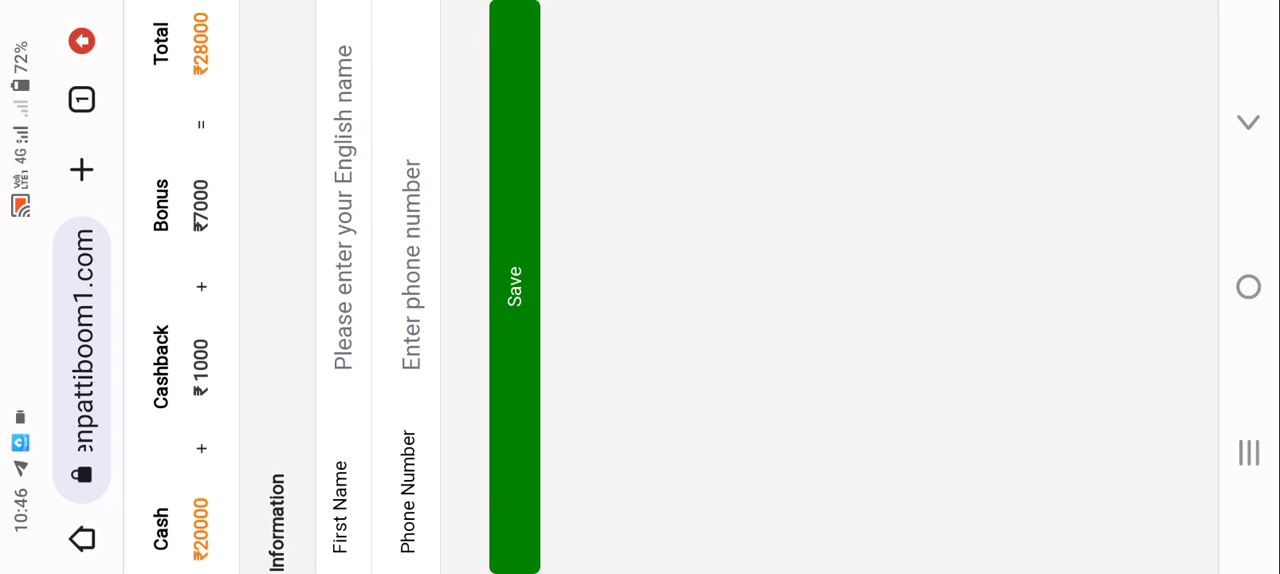 10:46 4G 72%
enpattiboom1.com 1
Cash Cashback Bonus Total
₹20000 + ₹ 1000 + ₹7000 = ₹28000
Information
First Name Please enter your English name
Phone Number Enter phone number
Save